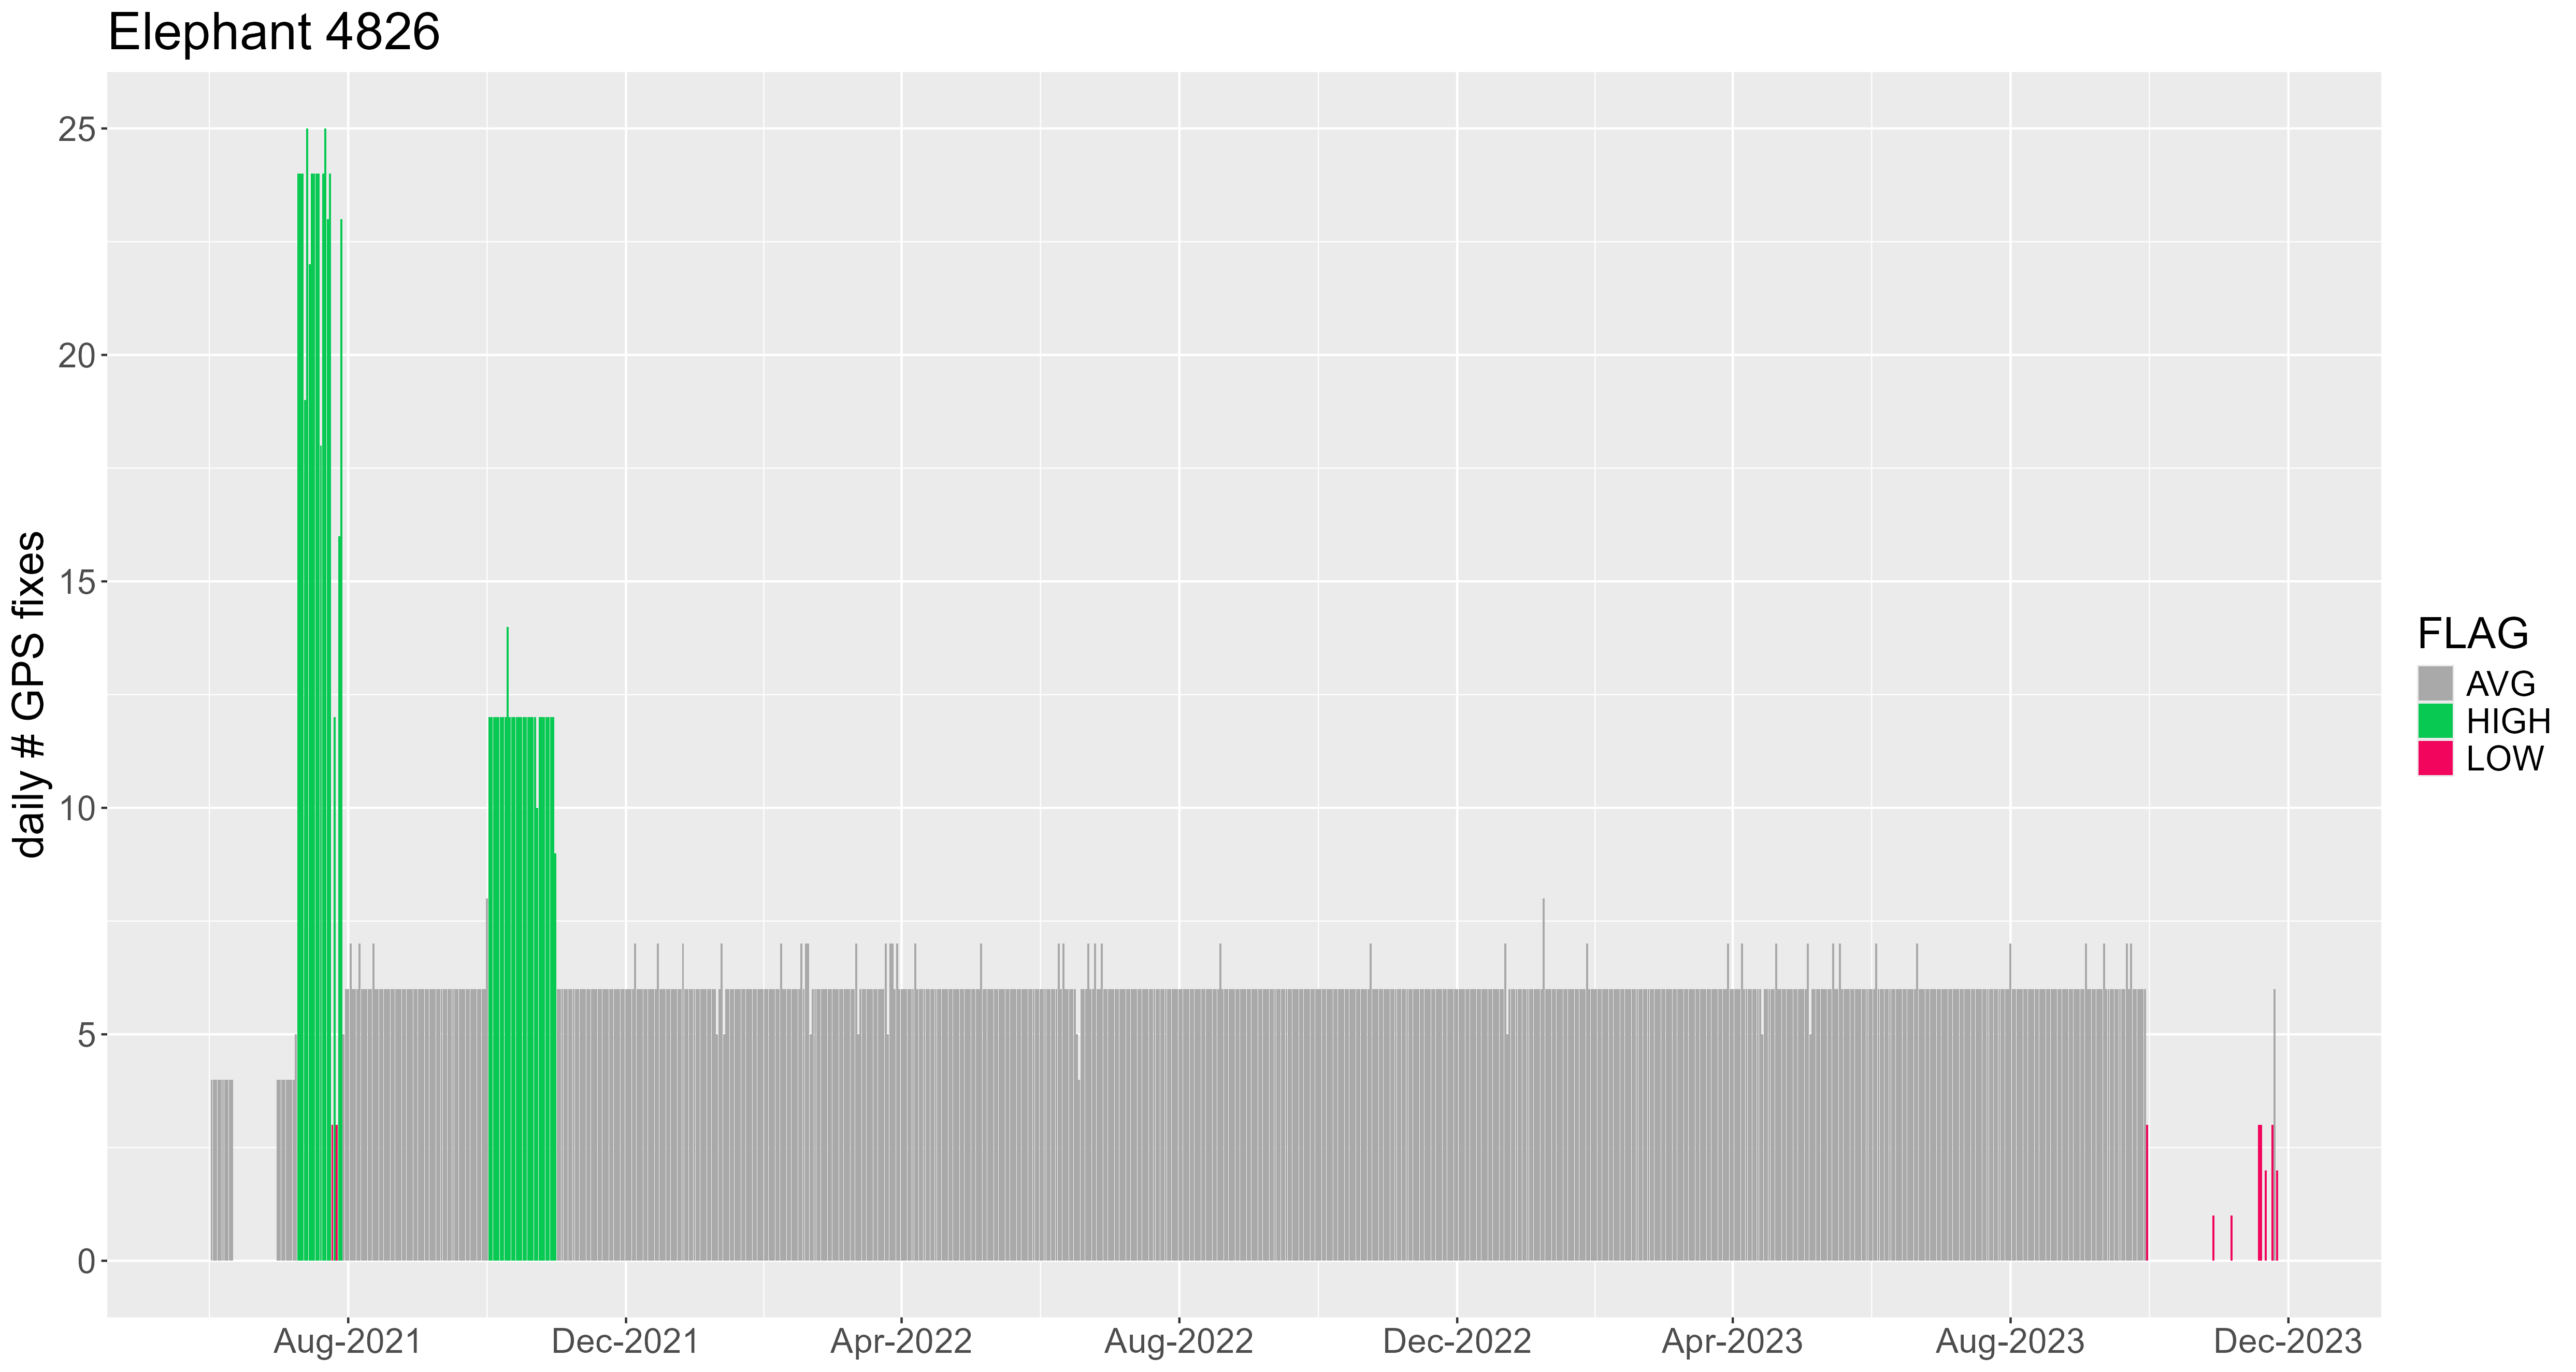 Elephant 4826
25
20
15
10
5
0
daily # GPS fixes
Aug-2021 Dec-2021 Apr-2022 Aug-2022 Dec-2022 Apr-2023 Aug-2023 Dec-2023
FLAG
AVG
HIGH
LOW